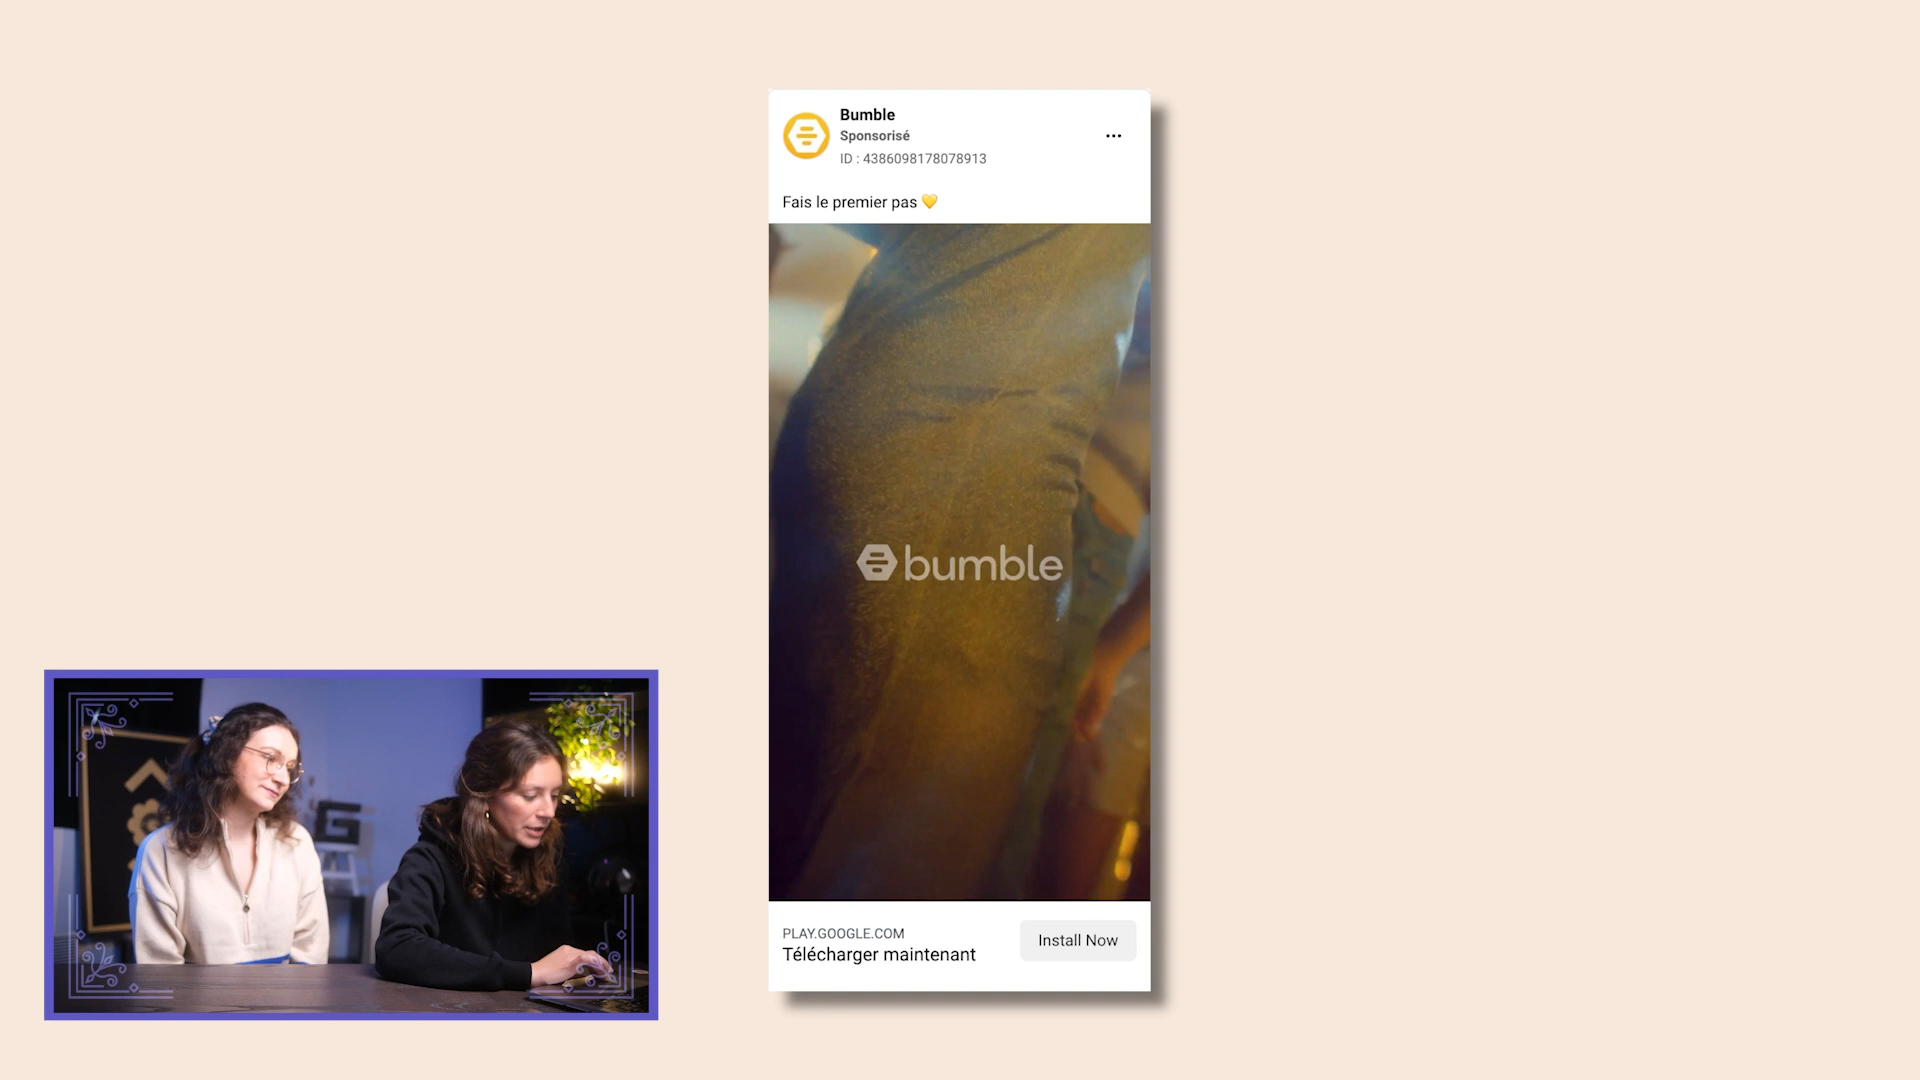 Bumble
Sponsorisé
ID : 4386098178078913
Fais le premier pas 💛
bumble
PLAY.GOOGLE.COM
Télécharger maintenant
Install Now
G